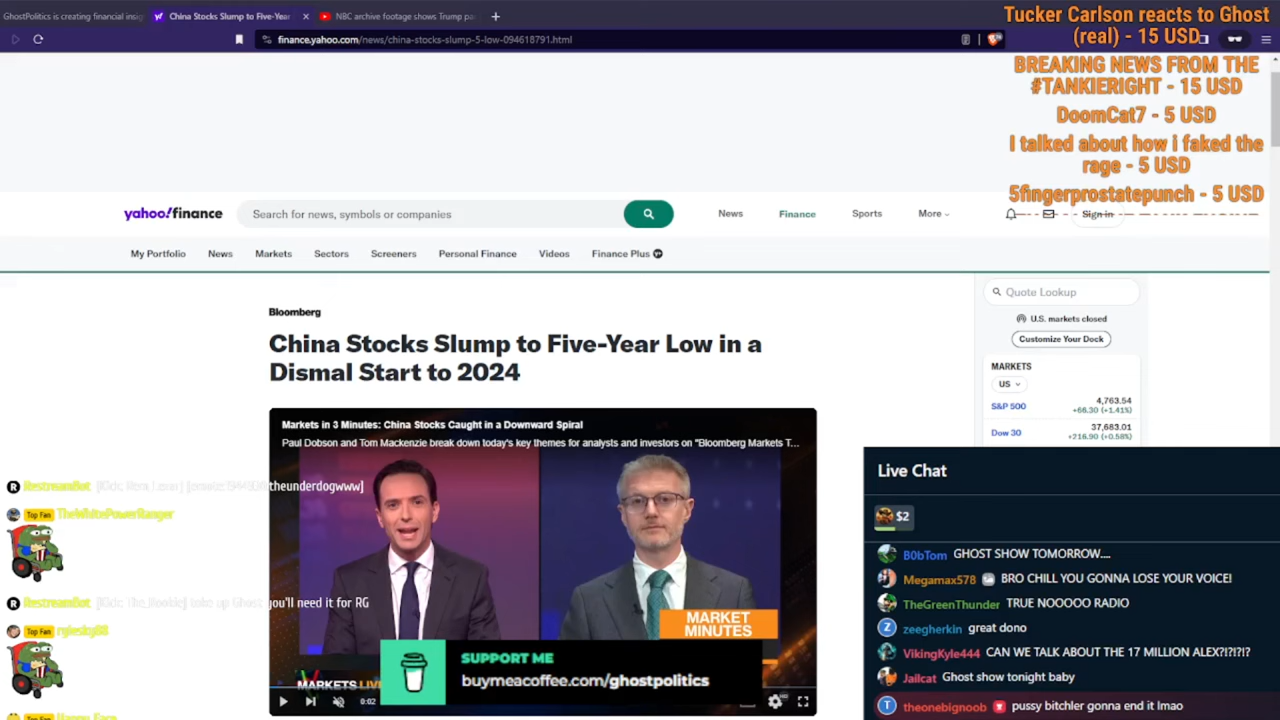 GhostPolitics is creating financial insig
China Stocks Slump to Five-Year
NBC archive footage shows Trump pa
finance.yahoo.com/news/china-stocks-slump-5-low-094618791.html
Tucker Carlson reacts to Ghost
(real) - 15 USD
BREAKING NEWS FROM THE
#TANKIERIGHT - 15 USD
DoomCat7 - 5 USD
I talked about how i faked the
rage - 5 USD
5fingerprostatepunch - 5 USD
yahoo!finance
Search for news, symbols or companies
News
Finance
Sports
More
Sign in
My Portfolio
News
Markets
Sectors
Screeners
Personal Finance
Videos
Finance Plus
Quote Lookup
U.S. markets closed
Customize Your Dock
MARKETS
US
S&P 500
4,763.54
+66.30 (+1.41%)
Dow 30
37,683.01
+216.90 (+0.58%)
Bloomberg
China Stocks Slump to Five-Year Low in a
Dismal Start to 2024
Markets in 3 Minutes: China Stocks Caught in a Downward Spiral
Paul Dobson and Tom Mackenzie break down today's key themes for analysts and investors on "Bloomberg Markets T...
MARKET
MINUTES
MARKETS LIVE
0:02
SUPPORT ME
buymeacoffee.com/ghostpolitics
RestreamBot
theunderdogwww]
Top Fan TheWhitePowerRanger
RestreamBot [Kick: The_Rookie] take up Ghost you'll need it for RG
Top Fan
Top Fan Happy_Face
Live Chat
$2
B0bTom GHOST SHOW TOMORROW....
Megamax578 BRO CHILL YOU GONNA LOSE YOUR VOICE!
TheGreenThunder TRUE NOOOOO RADIO
Z zeegherkin great dono
VikingKyle444 CAN WE TALK ABOUT THE 17 MILLION ALEX?!?!?!?
Jailcat Ghost show tonight baby
T theonebignoob pussy bitchler gonna end it lmao